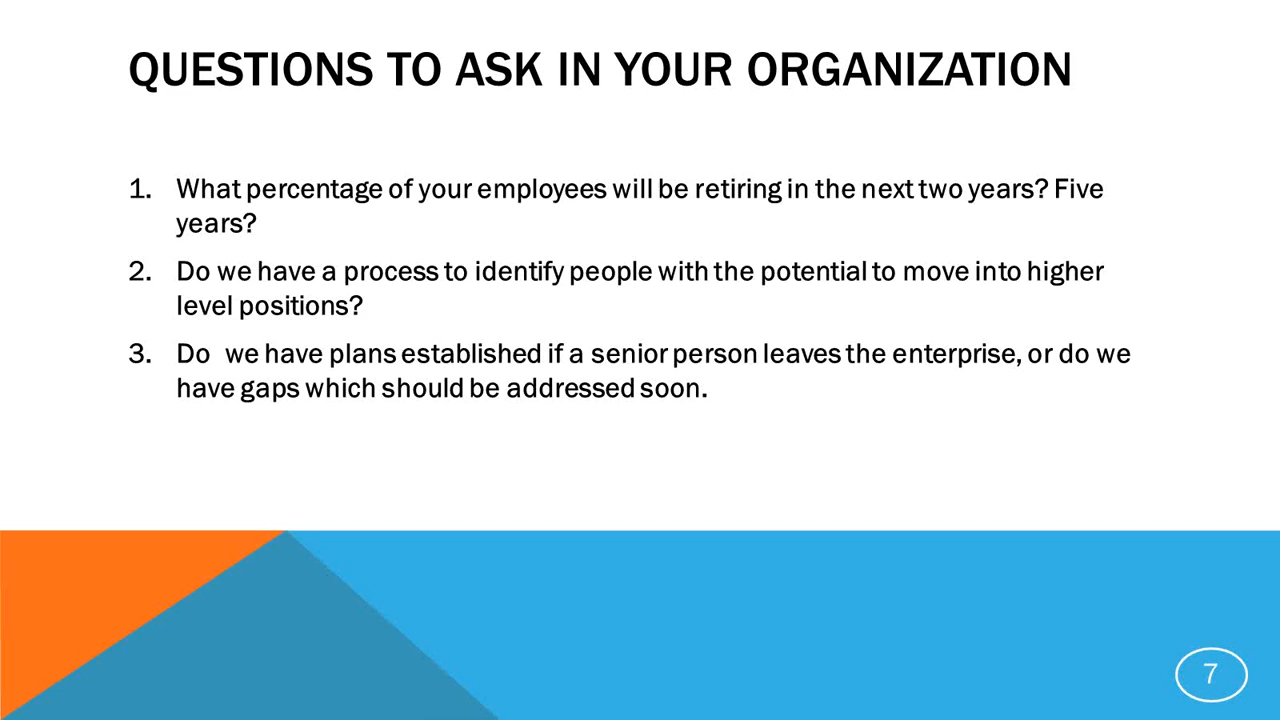 QUESTIONS TO ASK IN YOUR ORGANIZATION
1. What percentage of your employees will be retiring in the next two years? Five
years?
2. Do we have a process to identify people with the potential to move into higher
level positions?
3. Do  we have plans established if a senior person leaves the enterprise, or do we
have gaps which should be addressed soon.
7